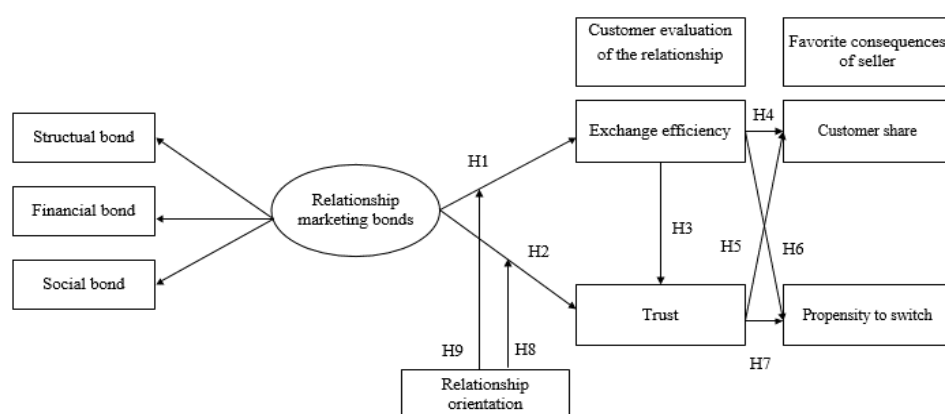 Customer evaluation
of the relationship
Favorite consequences
of seller
Structual bond
Financial bond
Social bond
Relationship
marketing bonds
H1
H2
Exchange efficiency
H4
Customer share
H3
H5
H6
Trust
Propensity to switch
H7
H9
H8
Relationship
orientation